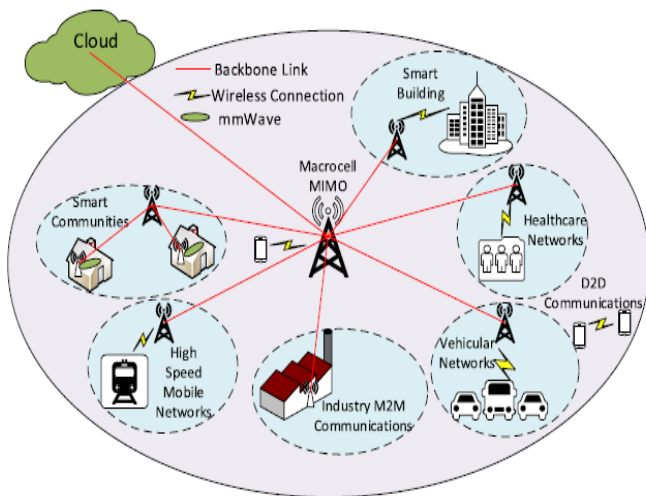 Cloud
Backbone Link
Wireless Connection
mmWave
Smart
Building
Macrocell
MIMO
Smart
Communities
Healthcare
Networks
D2D
Communications
High
Speed
Mobile
Networks
Industry M2M
Communications
Vehicular
Networks